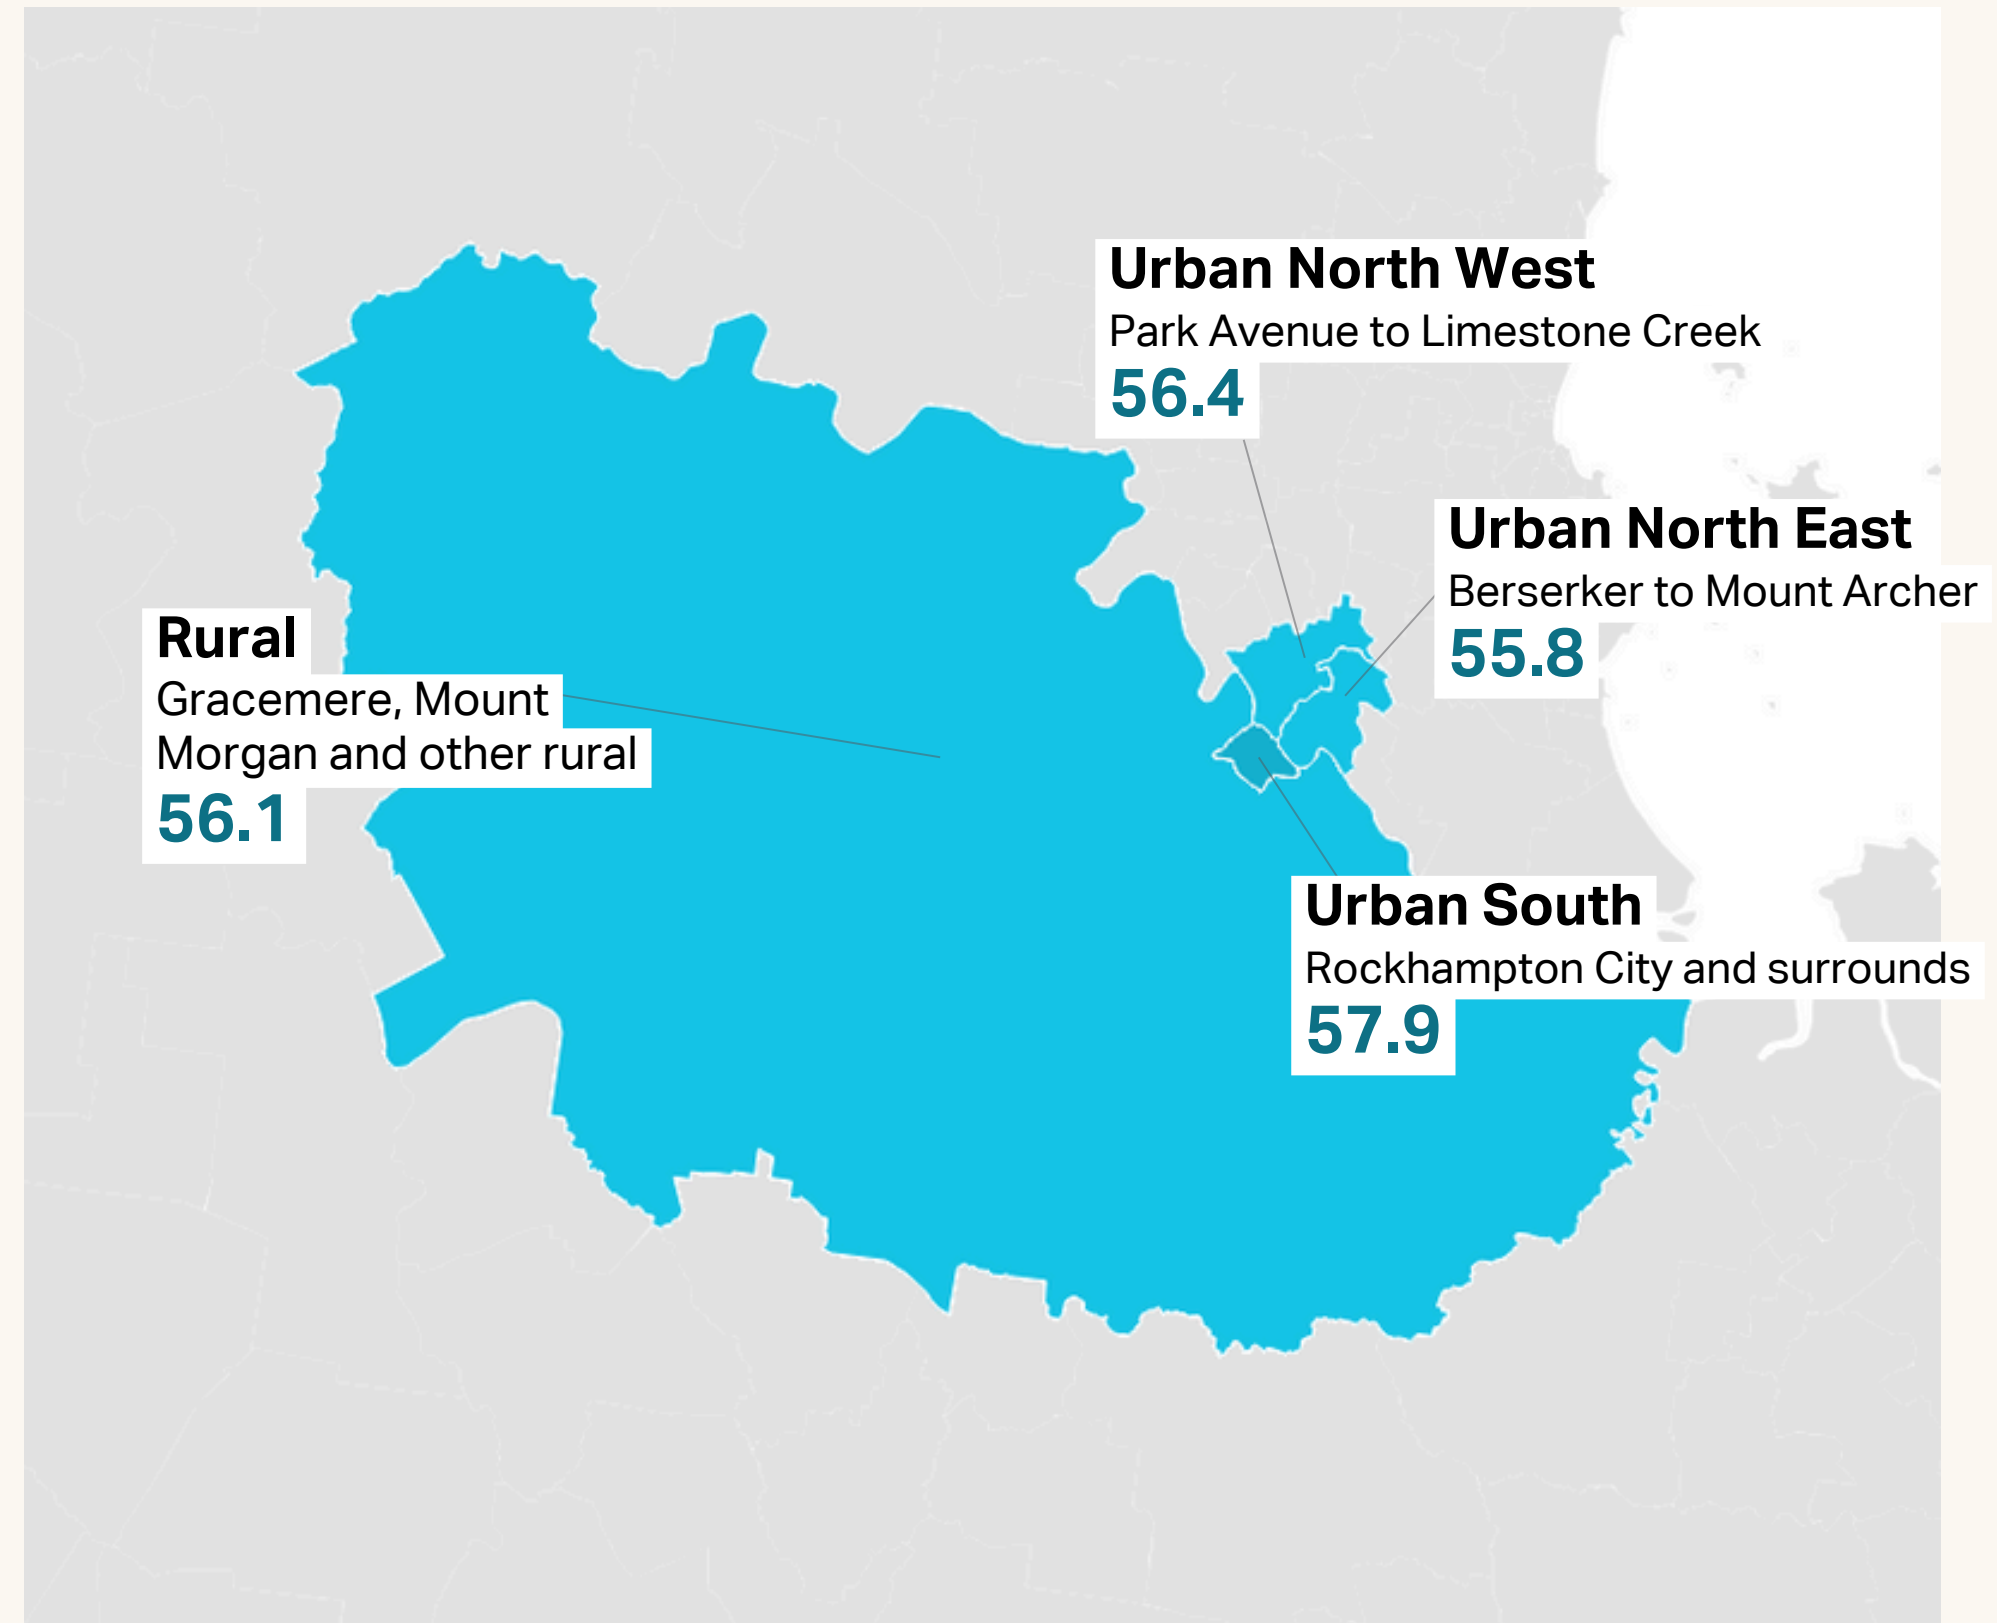 Urban North West
Park Avenue to Limestone Creek
56.4
Urban North East
Berserker to Mount Archer
55.8
Rural
Gracemere, Mount
Morgan and other rural
56.1
Urban South
Rockhampton City and surrounds
57.9